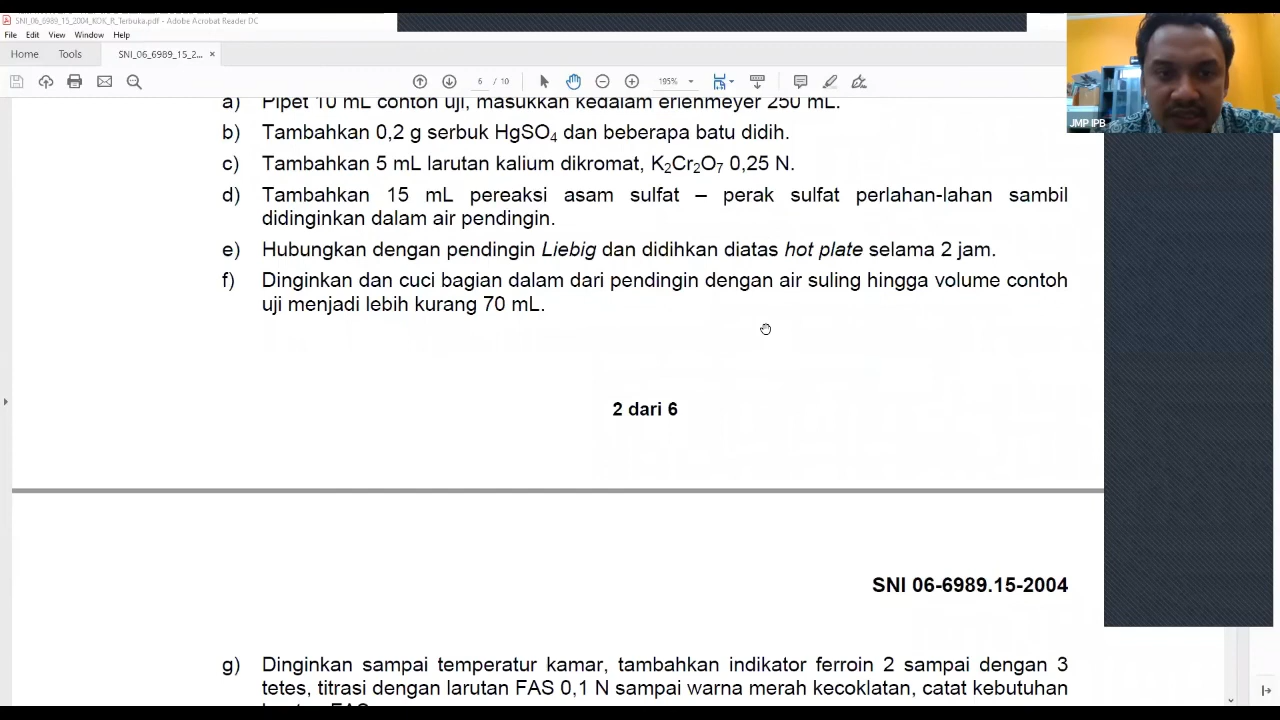 SNI_06_6989_15_2004_KOK_R_Terbuka.pdf - Adobe Acrobat Reader DC
File Edit View Window Help
Home Tools SNI_06_6989_15_2... ×
6 / 10 195%
JMP IPB
a) Pipet 10 mL contoh uji, masukkan kedalam erlenmeyer 250 mL.
b) Tambahkan 0,2 g serbuk HgSO4 dan beberapa batu didih.
c) Tambahkan 5 mL larutan kalium dikromat, K2Cr2O7 0,25 N.
d) Tambahkan 15 mL pereaksi asam sulfat – perak sulfat perlahan-lahan sambil
didinginkan dalam air pendingin.
e) Hubungkan dengan pendingin Liebig dan didihkan diatas hot plate selama 2 jam.
f) Dinginkan dan cuci bagian dalam dari pendingin dengan air suling hingga volume contoh
uji menjadi lebih kurang 70 mL.
2 dari 6
SNI 06-6989.15-2004
g) Dinginkan sampai temperatur kamar, tambahkan indikator ferroin 2 sampai dengan 3
tetes, titrasi dengan larutan FAS 0,1 N sampai warna merah kecoklatan, catat kebutuhan